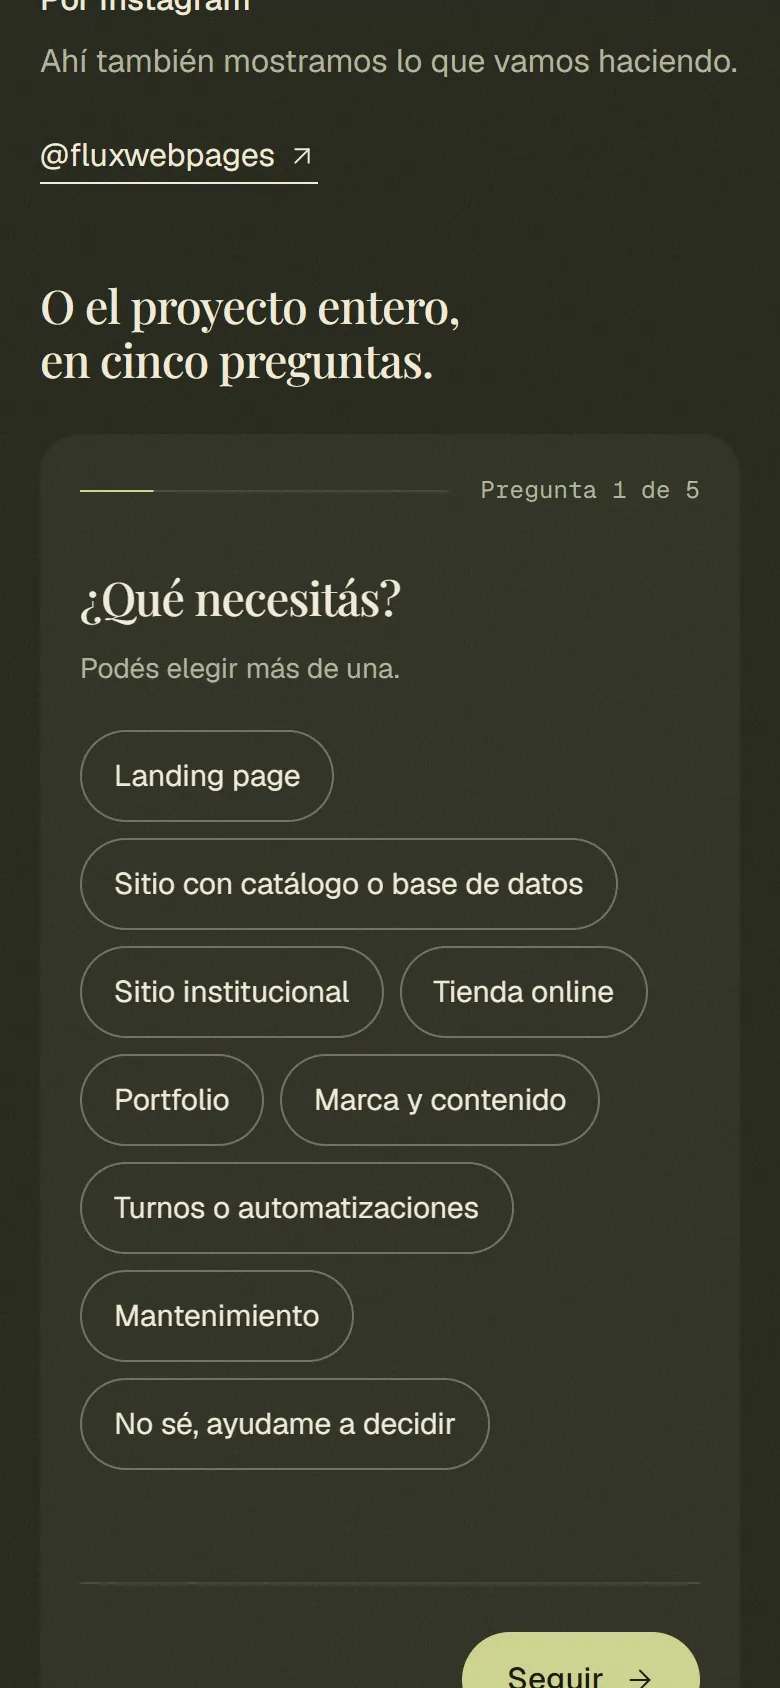 Por Instagram
Ahí también mostramos lo que vamos haciendo.
@fluxwebpages ↗
O el proyecto entero,
en cinco preguntas.
Pregunta 1 de 5
¿Qué necesitás?
Podés elegir más de una.
Landing page
Sitio con catálogo o base de datos
Sitio institucional
Tienda online
Portfolio
Marca y contenido
Turnos o automatizaciones
Mantenimiento
No sé, ayudame a decidir
Seguir →